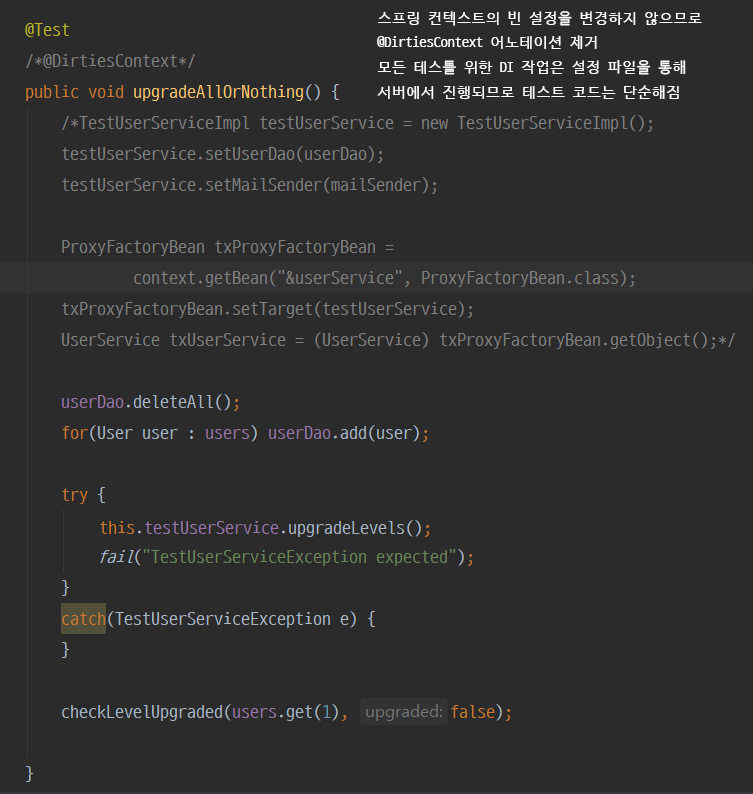 스프링 컨텍스트의 빈 설정을 변경하지 않으므로
@DirtiesContext 어노테이션 제거
모든 테스틀 위한 DI 작업은 설정 파일을 통해
서버에서 진행되므로 테스트 코드는 단순해짐
@Test
/*@DirtiesContext*/
public void upgradeAllOrNothing() {
/*TestUserServiceImpl testUserService = new TestUserServiceImpl();
testUserService.setUserDao(userDao);
testUserService.setMailSender(mailSender);
ProxyFactoryBean txProxyFactoryBean =
context.getBean("&userService", ProxyFactoryBean.class);
txProxyFactoryBean.setTarget(testUserService);
UserService txUserService = (UserService) txProxyFactoryBean.getObject();*/
userDao.deleteAll();
for(User user : users) userDao.add(user);
try {
this.testUserService.upgradeLevels();
fail("TestUserServiceException expected");
}
catch(TestUserServiceException e) {
}
checkLevelUpgraded(users.get(1), upgraded: false);
}